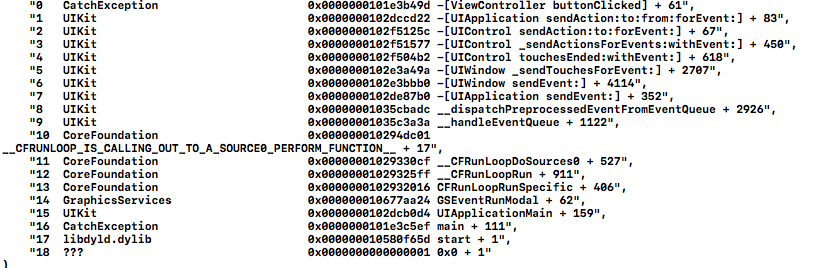 "0   CatchException                      0x0000000101e3b49d -[ViewController buttonClicked] + 61",
"1   UIKit                               0x0000000102dccd22 -[UIApplication sendAction:to:from:forEvent:] + 83",
"2   UIKit                               0x0000000102f5125c -[UIControl sendAction:to:forEvent:] + 67",
"3   UIKit                               0x0000000102f51577 -[UIControl _sendActionsForEvents:withEvent:] + 450",
"4   UIKit                               0x0000000102f504b2 -[UIControl touchesEnded:withEvent:] + 618",
"5   UIKit                               0x0000000102e3a49a -[UIWindow _sendTouchesForEvent:] + 2707",
"6   UIKit                               0x0000000102e3bbb0 -[UIWindow sendEvent:] + 4114",
"7   UIKit                               0x0000000102de87b0 -[UIApplication sendEvent:] + 352",
"8   UIKit                               0x00000001035cbadc __dispatchPreprocessedEventFromEventQueue + 2926",
"9   UIKit                               0x00000001035c3a3a __handleEventQueue + 1122",
"10  CoreFoundation                      0x000000010294dc01
__CFRUNLOOP_IS_CALLING_OUT_TO_A_SOURCE0_PERFORM_FUNCTION__ + 17",
"11  CoreFoundation                      0x00000001029330cf __CFRunLoopDoSources0 + 527",
"12  CoreFoundation                      0x00000001029325ff __CFRunLoopRun + 911",
"13  CoreFoundation                      0x0000000102932016 CFRunLoopRunSpecific + 406",
"14  GraphicsServices                    0x000000010677aa24 GSEventRunModal + 62",
"15  UIKit                               0x0000000102dcb0d4 UIApplicationMain + 159",
"16  CatchException                      0x0000000101e3c5ef main + 111",
"17  libdyld.dylib                       0x000000010580f65d start + 1",
"18  ???                                 0x0000000000000001 0x0 + 1"
)